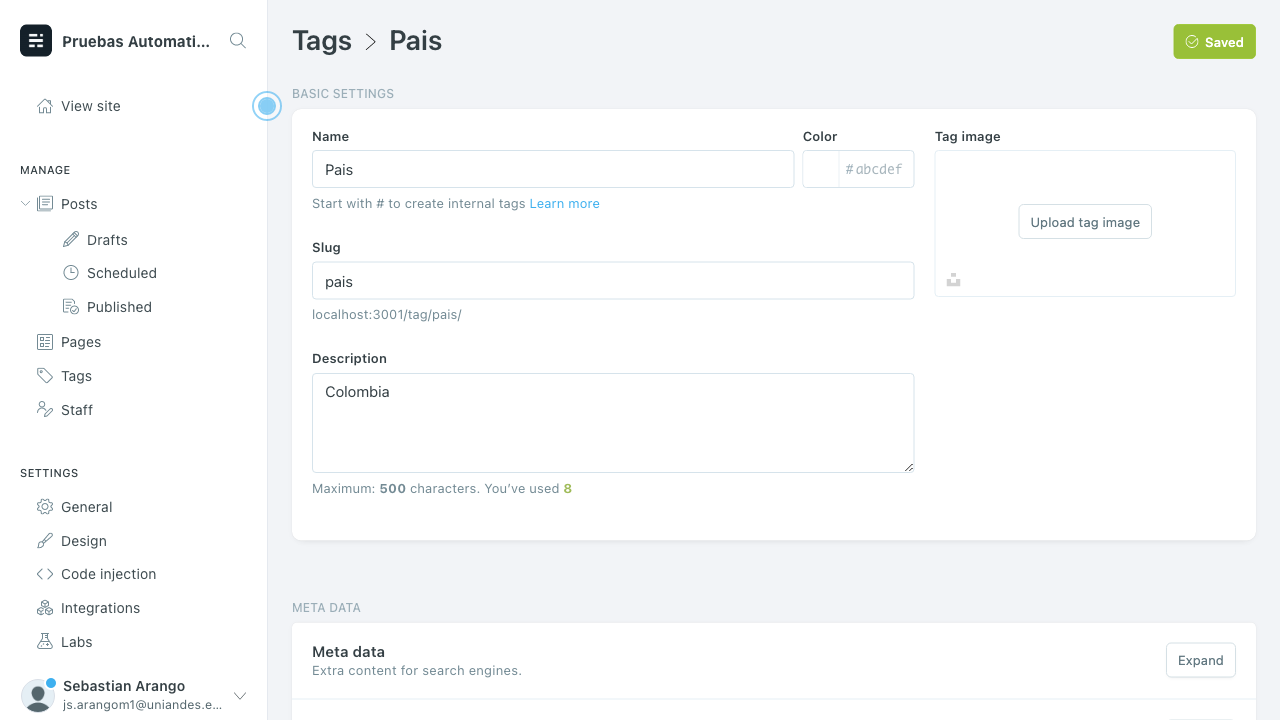 Pruebas Automati...
View site
MANAGE
Posts
Drafts
Scheduled
Published
Pages
Tags
Staff
SETTINGS
General
Design
Code injection
Integrations
Labs
Sebastian Arango
js.arangom1@uniandes.e...
Tags > Pais
Saved
BASIC SETTINGS
Name
Pais
Start with # to create internal tags Learn more
Color
#abcdef
Slug
pais
localhost:3001/tag/pais/
Description
Colombia
Maximum: 500 characters. You’ve used 8
Tag image
Upload tag image
META DATA
Meta data
Extra content for search engines.
Expand